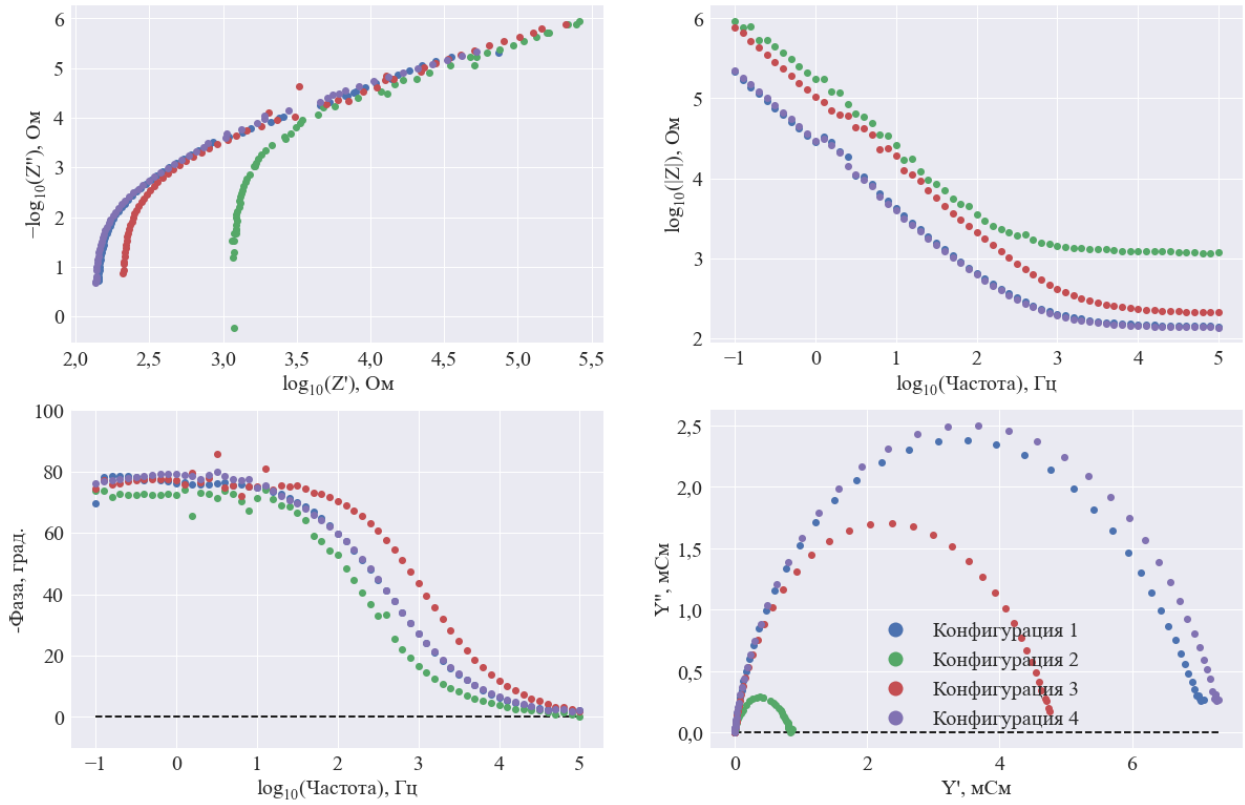 6
5
4
3
2
1
0
−log₁₀(Z''), Ом
2,0 2,5 3,0 3,5 4,0 4,5 5,0 5,5
log₁₀(Z'), Ом
6
5
4
3
2
log₁₀(|Z|), Ом
−1 0 1 2 3 4 5
log₁₀(Частота), Гц
100
80
60
40
20
0
-Фаза, град.
−1 0 1 2 3 4 5
log₁₀(Частота), Гц
2,5
2,0
1,5
1,0
0,5
0,0
Y'', мСм
0 2 4 6
Y', мСм
Конфигурация 1
Конфигурация 2
Конфигурация 3
Конфигурация 4